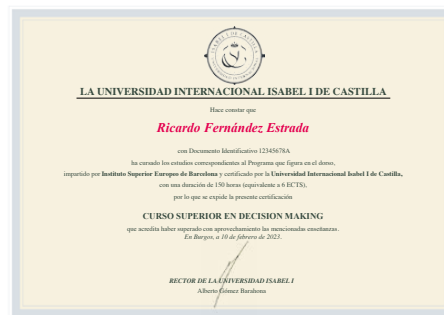 LA UNIVERSIDAD INTERNACIONAL ISABEL I DE CASTILLA
Hace constar que
Ricardo Fernández Estrada
con Documento Identificativo 12345678A
ha cursado los estudios correspondientes al Programa que figura en el dorso,
impartido por Instituto Superior Europeo de Barcelona y certificado por la Universidad Internacional Isabel I de Castilla,
con una duración de 150 horas (equivalente a 6 ECTS),
por lo que se expide la presente certificación
CURSO SUPERIOR EN DECISION MAKING
que acredita haber superado con aprovechamiento las mencionadas enseñanzas.
En Burgos, a 10 de febrero de 2023.
RECTOR DE LA UNIVERSIDAD ISABEL I
Alberto Gómez Barahona